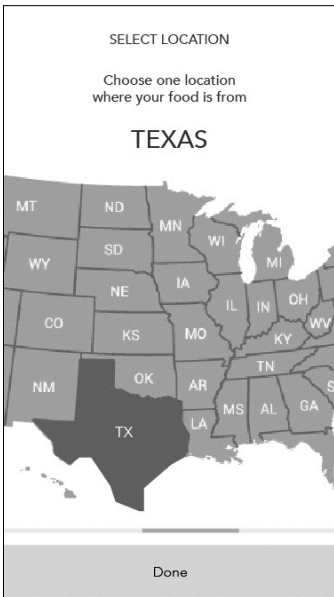 SELECT LOCATION
Choose one location
where your food is from
TEXAS
MT
ND
MN
WI
MI
SD
WY
NE
IA
IL
IN
OH
WV
CO
KS
MO
KY
NM
OK
AR
TN
TX
LA
MS
AL
GA
S
Done